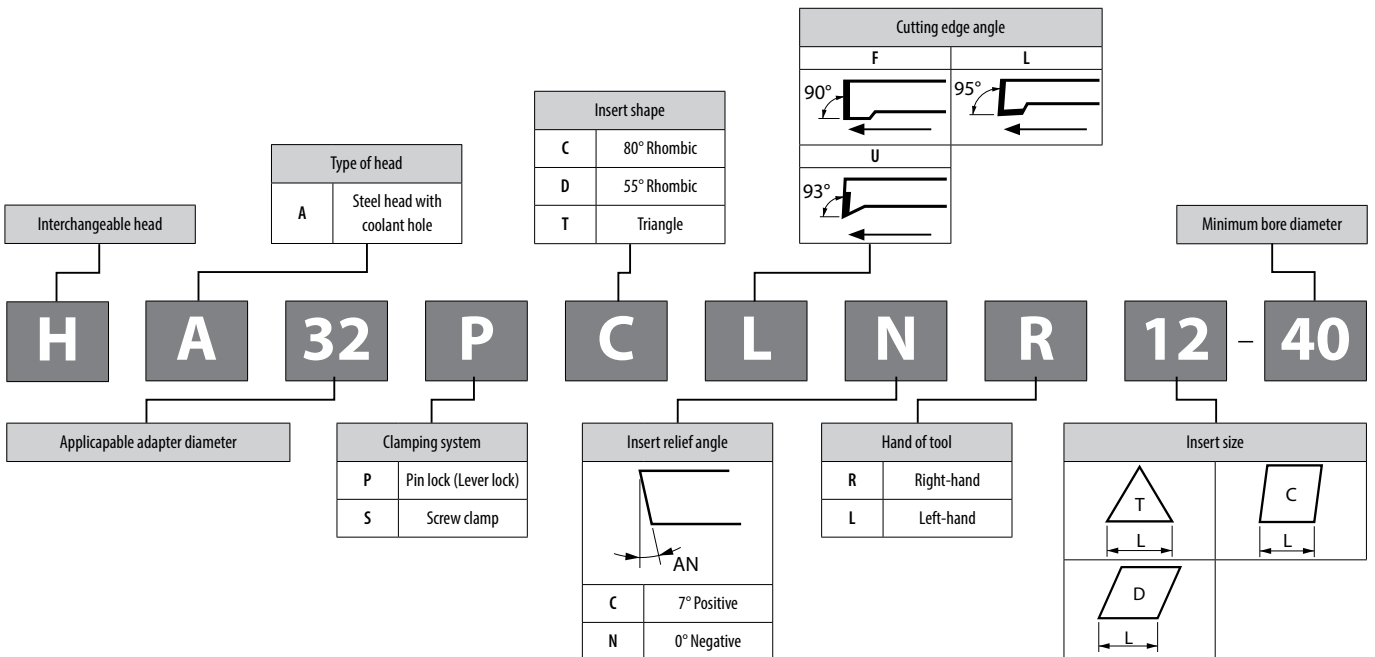 Cutting edge angle
F L
90° 95°
U
93°
Insert shape
C 80° Rhombic
D 55° Rhombic
T Triangle
Type of head
A Steel head with
coolant hole
Interchangeable head
Minimum bore diameter
H A 32 P C L N R 12 - 40
Applicapable adapter diameter
Clamping system
P Pin lock (Lever lock)
S Screw clamp
Insert relief angle
AN
C 7° Positive
N 0° Negative
Hand of tool
R Right-hand
L Left-hand
Insert size
T C
L L
D
L